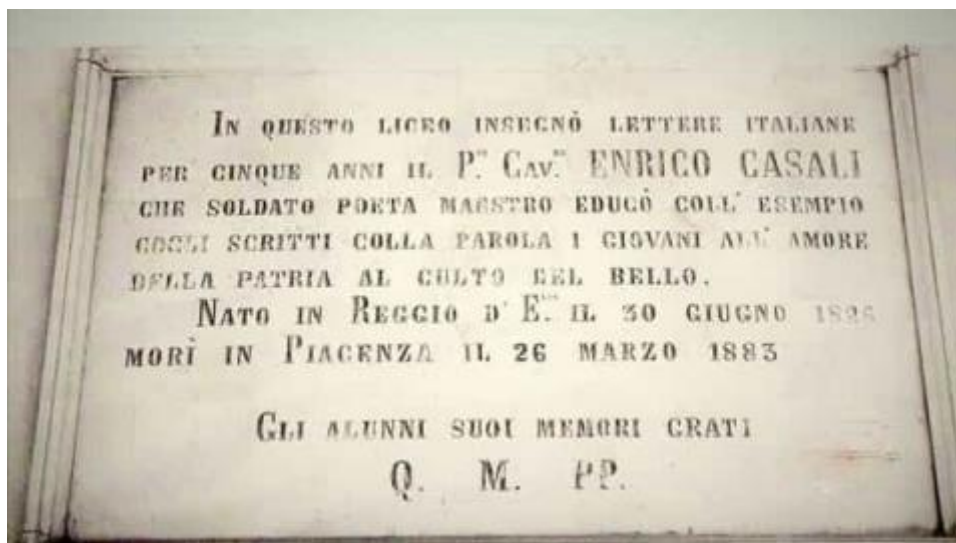 IN QUESTO LICEO INSEGNÒ LETTERE ITALIANE
PER CINQUE ANNI IL P.re CAV.re ENRICO CASALI
CHE SOLDATO POETA MAESTRO EDUCÒ COLL' ESEMPIO
COGLI SCRITTI COLLA PAROLA I GIOVANI ALL' AMORE
DELLA PATRIA AL CULTO DEL BELLO.
NATO IN REGGIO D' E. IL 30 GIUGNO
MORÌ IN PIACENZA IL 26 MARZO 1883
GLI ALUNNI SUOI MEMORI GRATI
Q. M. PP.